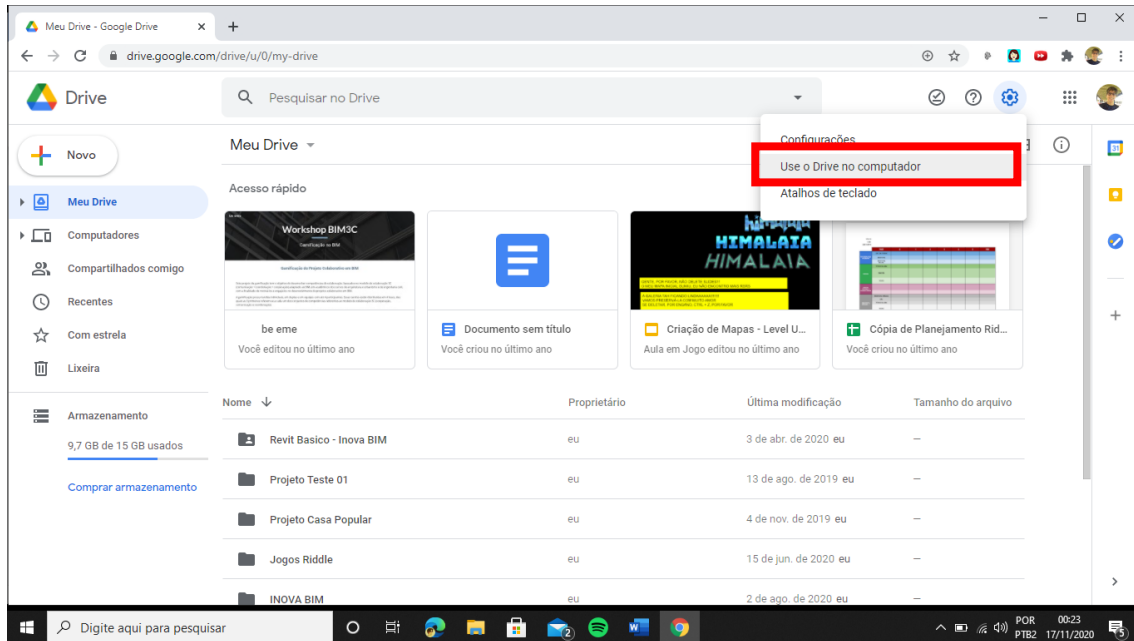 Meu Drive - Google Drive
drive.google.com/drive/u/0/my-drive
Drive
Pesquisar no Drive
Configurações
Use o Drive no computador
Atalhos de teclado
Novo
Meu Drive
Computadores
Compartilhados comigo
Recentes
Com estrela
Lixeira
Armazenamento
9,7 GB de 15 GB usados
Comprar armazenamento
Meu Drive
Acesso rápido
Workshop BIM3C
Gamificação no BIM
be eme
Você editou no último ano
Documento sem título
Você criou no último ano
HIMALAIA
HIMALAIA
Criação de Mapas - Level U...
Aula em Jogo editou no último ano
Cópia de Planejamento Rid...
Você criou no último ano
Nome Proprietário Última modificação Tamanho do arquivo
Revit Basico - Inova BIM eu 3 de abr. de 2020 eu —
Projeto Teste 01 eu 13 de ago. de 2019 eu —
Projeto Casa Popular eu 4 de nov. de 2019 eu —
Jogos Riddle eu 15 de jun. de 2020 eu —
INOVA BIM eu 2 de ago. de 2020 eu —
31
Digite aqui para pesquisar
2
POR 00:23
PTB2 17/11/2020
5